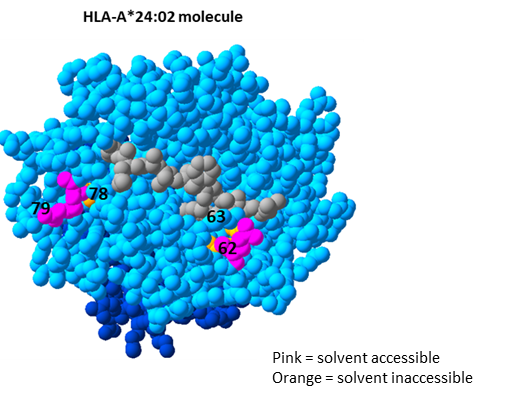 HLA-A*24:02 molecule
78
79
63
62
Pink = solvent accessible
Orange = solvent inaccessible